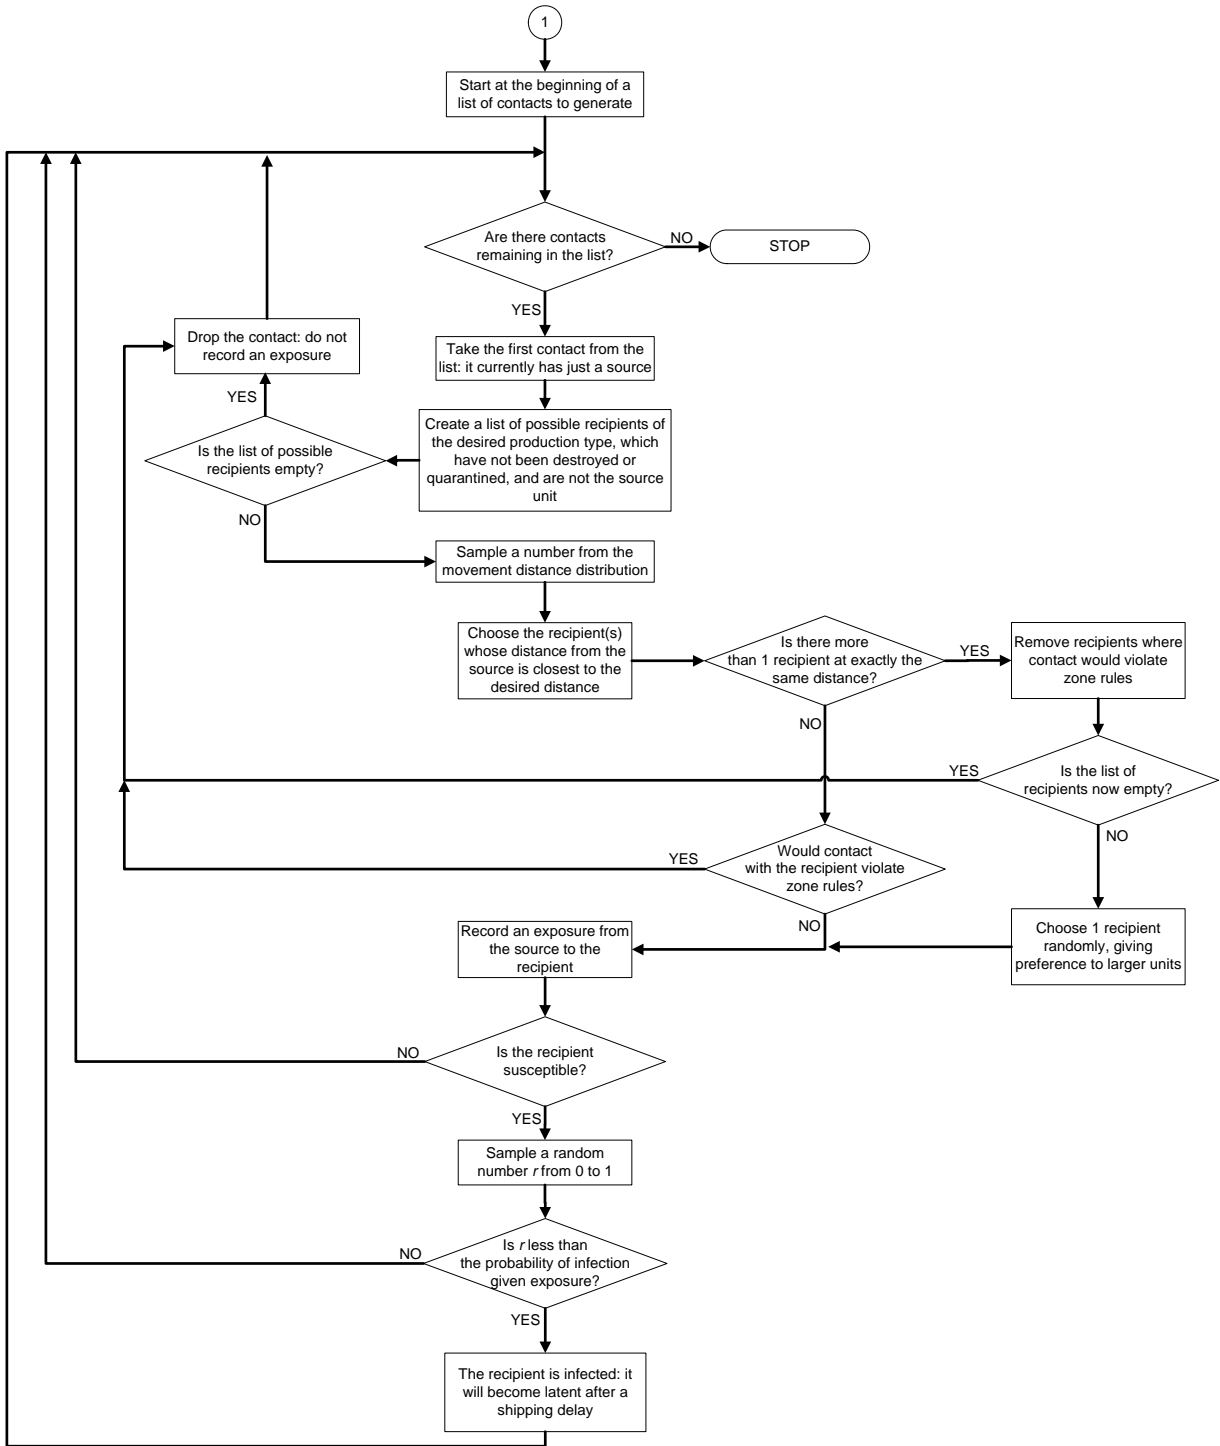 1
Start at the beginning of a
list of contacts to generate
Are there contacts
remaining in the list?
NO
STOP
YES
Drop the contact: do not
record an exposure
Take the first contact from the
list: it currently has just a source
YES
Create a list of possible recipients of
the desired production type, which
have not been destroyed or
quarantined, and are not the source
unit
Is the list of possible
recipients empty?
NO
Sample a number from the
movement distance distribution
Choose the recipient(s)
whose distance from the
source is closest to the
desired distance
Is there more
than 1 recipient at exactly the
same distance?
YES
Remove recipients where
contact would violate
zone rules
NO
YES
Is the list of
recipients now empty?
NO
Would contact
with the recipient violate
zone rules?
YES
NO
Choose 1 recipient
randomly, giving
preference to larger units
Record an exposure from
the source to the
recipient
Is the recipient
susceptible?
NO
YES
Sample a random
number r from 0 to 1
Is r less than
the probability of infection
given exposure?
NO
YES
The recipient is infected: it
will become latent after a
shipping delay